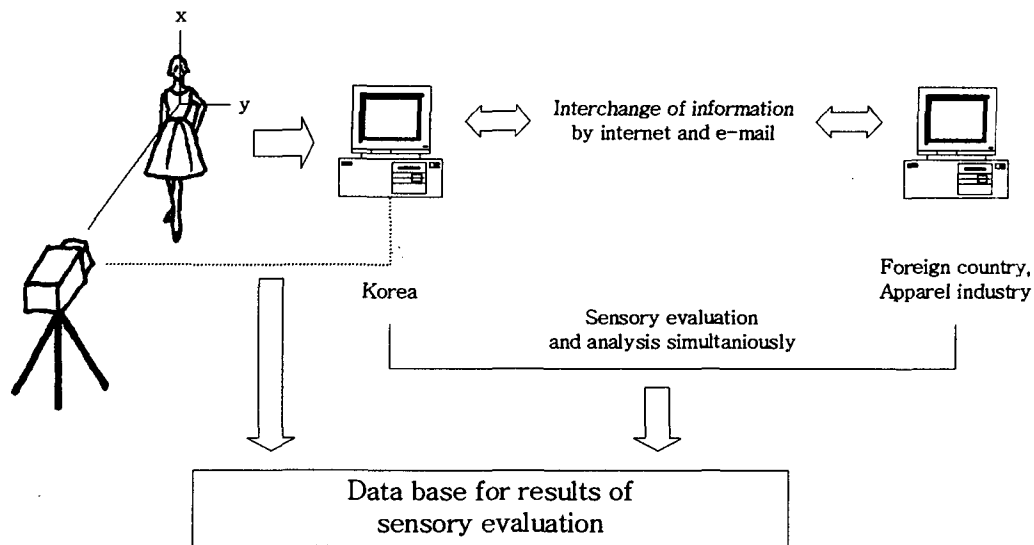 x
y
Interchange of information
by internet and e-mail
Korea
Foreign country,
Apparel industry
Sensory evaluation
and analysis simultaniously
Data base for results of
sensory evaluation